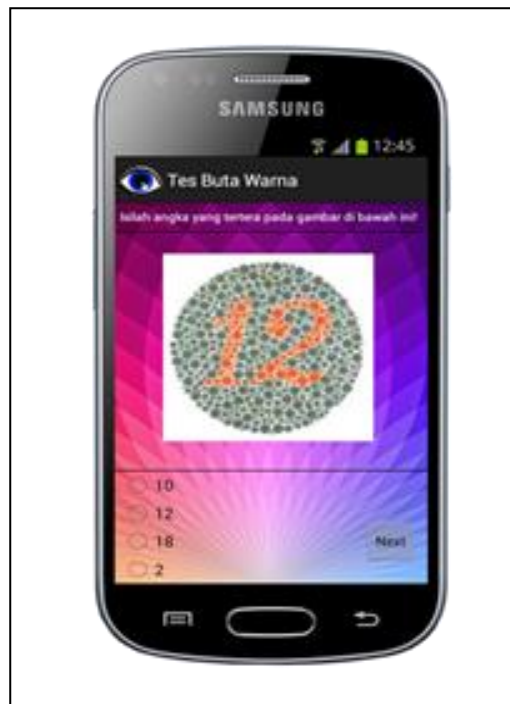 SAMSUNG
12:45
Tes Buta Warna
Isilah angka yang tertera pada gambar di bawah ini!
12
10
12
18
Next
2